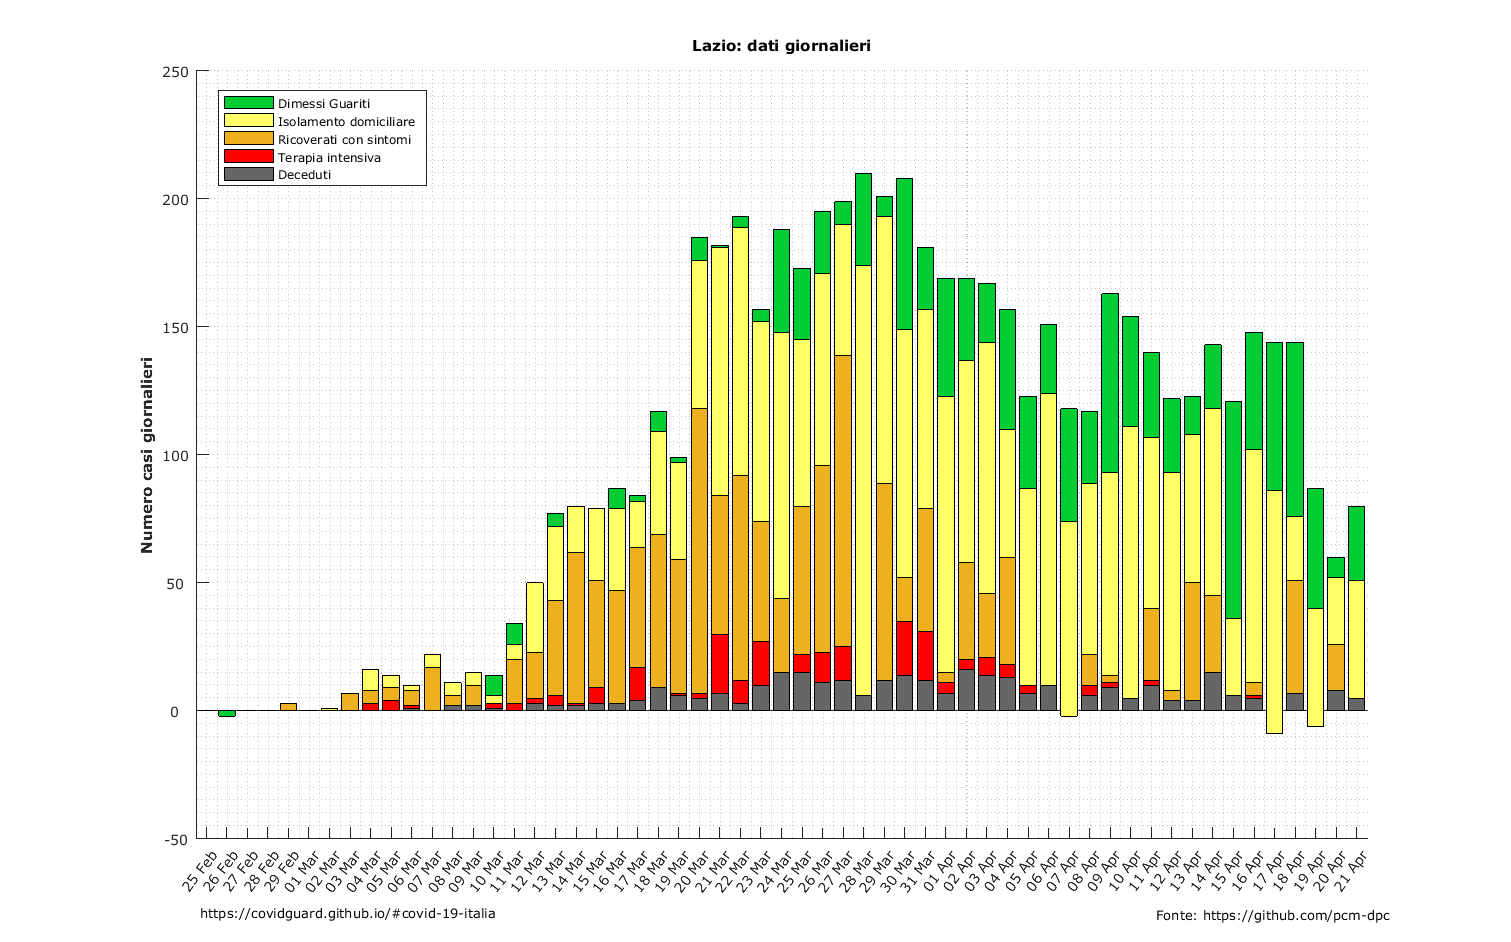 Lazio: dati giornalieri
Numero casi giornalieri
250
200
150
100
50
0
-50
Dimessi Guariti
Isolamento domiciliare
Ricoverati con sintomi
Terapia intensiva
Deceduti
25 Feb
26 Feb
27 Feb
28 Feb
29 Feb
01 Mar
02 Mar
03 Mar
04 Mar
05 Mar
06 Mar
07 Mar
08 Mar
09 Mar
10 Mar
11 Mar
12 Mar
13 Mar
14 Mar
15 Mar
16 Mar
17 Mar
18 Mar
19 Mar
20 Mar
21 Mar
22 Mar
23 Mar
24 Mar
25 Mar
26 Mar
27 Mar
28 Mar
29 Mar
30 Mar
31 Mar
01 Apr
02 Apr
03 Apr
04 Apr
05 Apr
06 Apr
07 Apr
08 Apr
09 Apr
10 Apr
11 Apr
12 Apr
13 Apr
14 Apr
15 Apr
16 Apr
17 Apr
18 Apr
19 Apr
20 Apr
21 Apr
https://covidguard.github.io/#covid-19-italia
Fonte: https://github.com/pcm-dpc